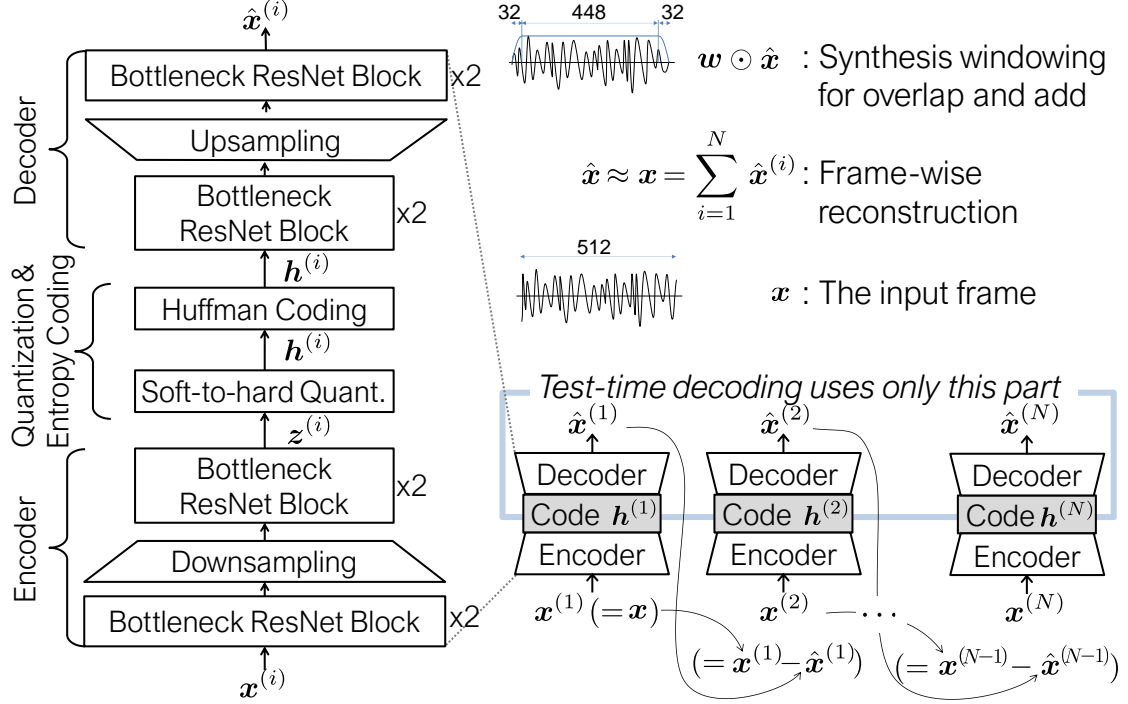 x̂^(i)
Bottleneck ResNet Block
x2
Upsampling
Bottleneck
ResNet Block
x2
h^(i)
Huffman Coding
h^(i)
Soft-to-hard Quant.
z^(i)
Bottleneck
ResNet Block
x2
Downsampling
Bottleneck ResNet Block
x2
x^(i)
Decoder
Quantization &
Entropy Coding
Encoder
32 448 32
w ⊙ x̂ : Synthesis windowing
for overlap and add
x̂ ≈ x = ∑_{i=1}^{N} x̂^(i) : Frame-wise
reconstruction
512
x : The input frame
Test-time decoding uses only this part
x̂^(1) x̂^(2) x̂^(N)
Decoder Decoder Decoder
Code h^(1) Code h^(2) Code h^(N)
Encoder Encoder Encoder
x^(1) (= x) x^(2) ··· x^(N)
(= x^(1) − x̂^(1)) (= x^(N−1) − x̂^(N−1))